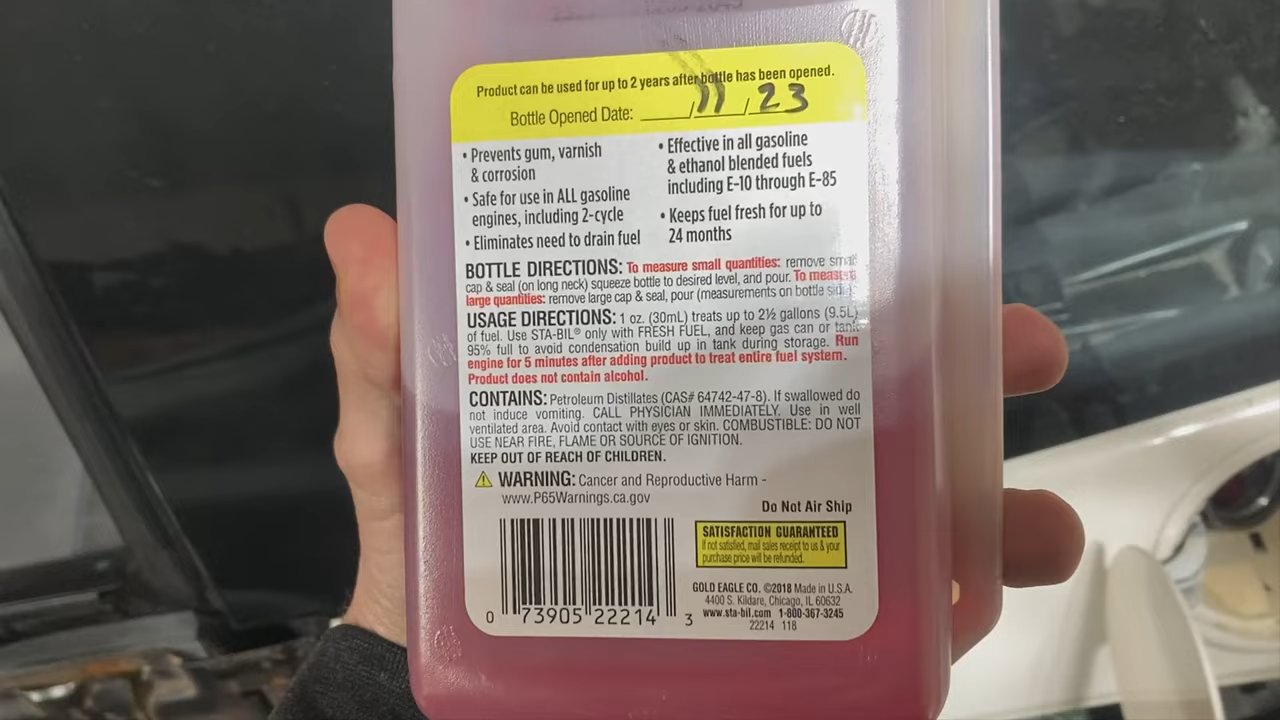 Product can be used for up to 2 years after bottle has been opened.
Bottle Opened Date: ___/11/23
• Prevents gum, varnish
& corrosion
• Safe for use in ALL gasoline
engines, including 2-cycle
• Eliminates need to drain fuel
• Effective in all gasoline
& ethanol blended fuels
including E-10 through E-85
• Keeps fuel fresh for up to
24 months
BOTTLE DIRECTIONS: To measure small quantities: remove small
cap & seal (on long neck) squeeze bottle to desired level, and pour. To measure
large quantities: remove large cap & seal, pour (measurements on bottle side).
USAGE DIRECTIONS: 1 oz. (30mL) treats up to 2½ gallons (9.5L)
of fuel. Use STA-BIL® only with FRESH FUEL, and keep gas can or tank
95% full to avoid condensation build up in tank during storage. Run
engine for 5 minutes after adding product to treat entire fuel system.
Product does not contain alcohol.
CONTAINS: Petroleum Distillates (CAS# 64742-47-8). If swallowed do
not induce vomiting. CALL PHYSICIAN IMMEDIATELY. Use in well
ventilated area. Avoid contact with eyes or skin. COMBUSTIBLE: DO NOT
USE NEAR FIRE, FLAME OR SOURCE OF IGNITION.
KEEP OUT OF REACH OF CHILDREN.
WARNING: Cancer and Reproductive Harm -
www.P65Warnings.ca.gov
Do Not Air Ship
SATISFACTION GUARANTEED
If not satisfied, mail sales receipt to us & your
purchase price will be refunded.
GOLD EAGLE CO. ©2018 Made in U.S.A.
4400 S. Kildare, Chicago, IL 60632
www.sta-bil.com 1-800-367-3245
22214 118
0 73905 22214 3